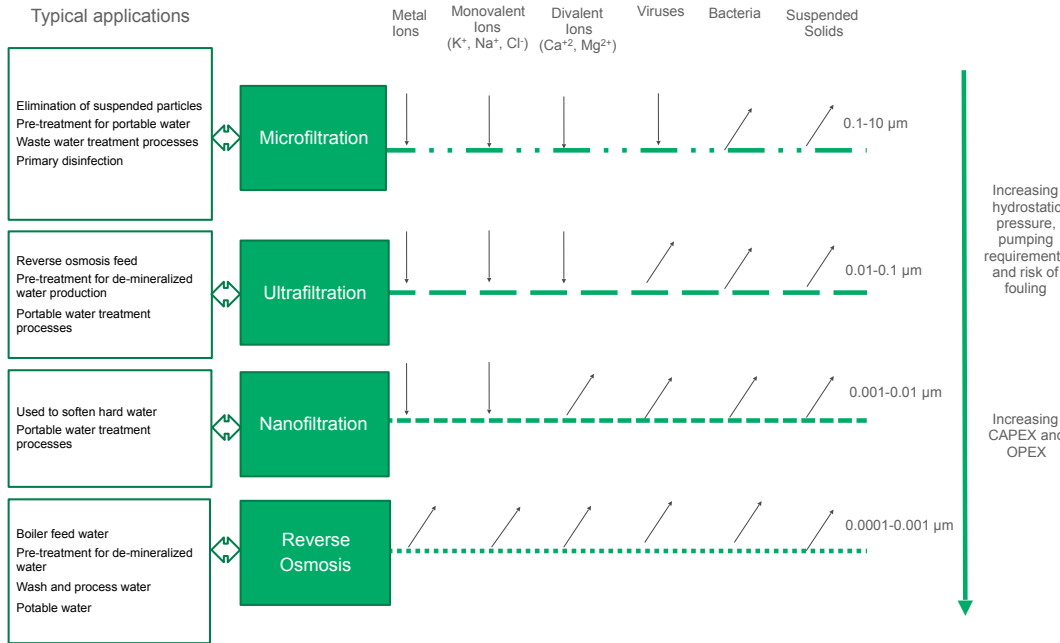 Typical applications
Metal
Ions
Monovalent
Ions
(K⁺, Na⁺, Cl⁻)
Divalent
Ions
(Ca⁺², Mg²⁺)
Viruses
Bacteria
Suspended
Solids
Elimination of suspended particles
Pre-treatment for portable water
Waste water treatment processes
Primary disinfection
Microfiltration
0.1-10 μm
Reverse osmosis feed
Pre-treatment for de-mineralized
water production
Portable water treatment
processes
Ultrafiltration
0.01-0.1 μm
Increasing
hydrostatic
pressure,
pumping
requirement
and risk of
fouling
Used to soften hard water
Portable water treatment
processes
Nanofiltration
0.001-0.01 μm
Increasing
CAPEX and
OPEX
Boiler feed water
Pre-treatment for de-mineralized
water
Wash and process water
Potable water
Reverse
Osmosis
0.0001-0.001 μm